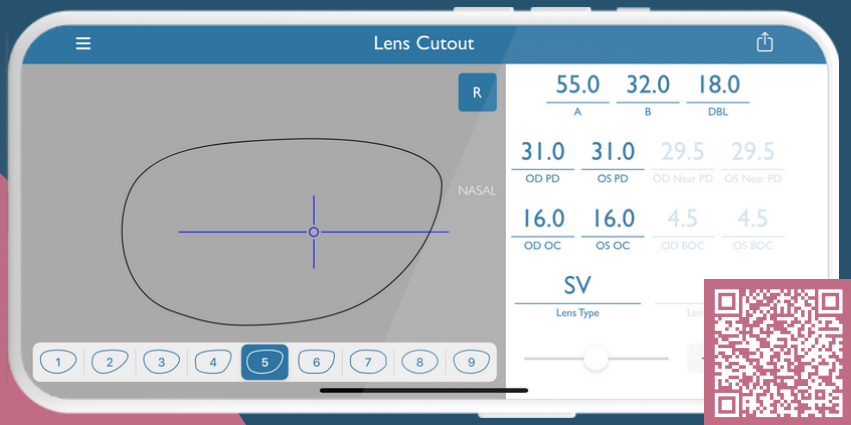 Lens Cutout
R
NASAL
1 2 3 4 5 6 7 8 9
55.0 32.0 18.0
A B DBL
31.0 31.0 29.5 29.5
OD PD OS PD OD Near PD OS Near PD
16.0 16.0 4.5 4.5
OD OC OS OC OD BOC OS BOC
SV
Lens Type Len